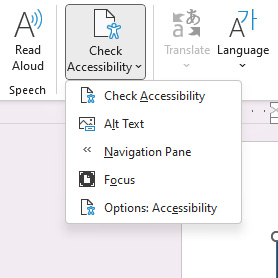 Read
Aloud
Check
Accessibility
Translate
Language
Speech
Check Accessibility
Alt Text
Navigation Pane
Focus
Options: Accessibility